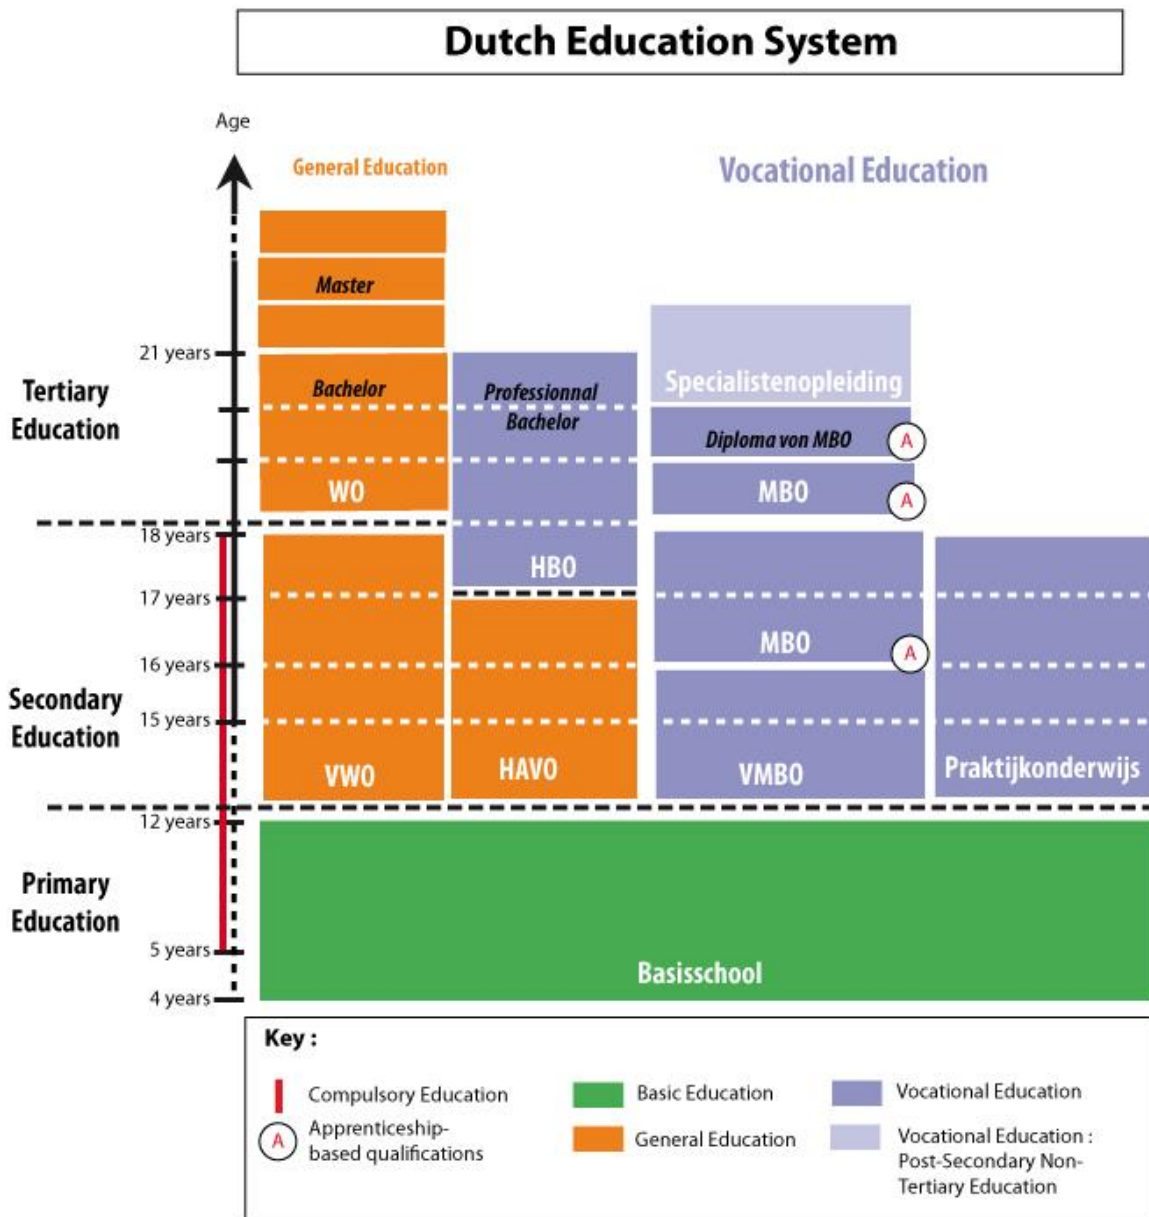 Dutch Education System
Age
General Education
Vocational Education
Master
21 years
Tertiary
Education
Bachelor
Professionnal
Bachelor
Specialistenopleiding
Diploma von MBO
A
WO
MBO
A
18 years
HBO
17 years
MBO
A
16 years
Secondary
Education
15 years
VWO
HAVO
VMBO
Praktijkonderwijs
12 years
Primary
Education
5 years
Basisschool
4 years
Key :
Compulsory Education
Basic Education
Vocational Education
A
Apprenticeship-
based qualifications
General Education
Vocational Education :
Post-Secondary Non-
Tertiary Education